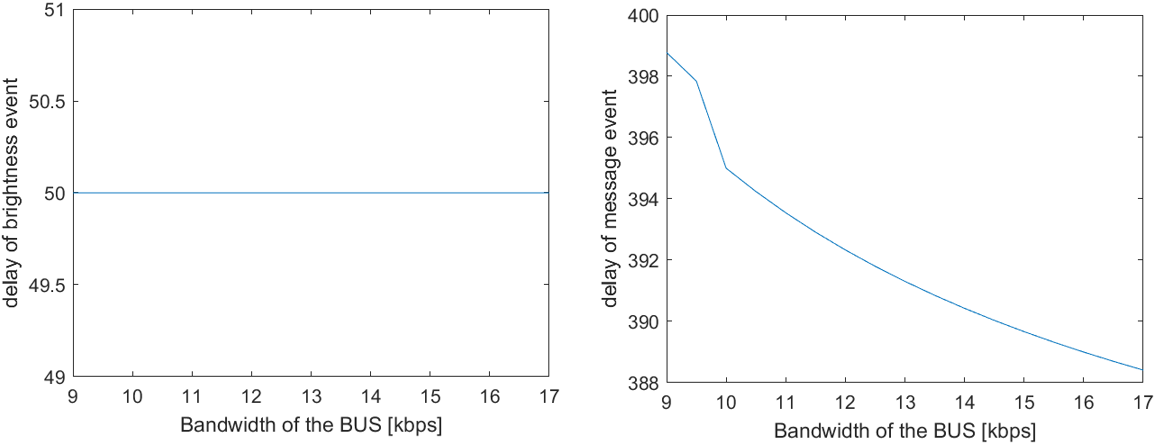 delay of brightness event
51
50.5
50
49.5
49
9 10 11 12 13 14 15 16 17
Bandwidth of the BUS [kbps]
delay of message event
400
398
396
394
392
390
388
9 10 11 12 13 14 15 16 17
Bandwidth of the BUS [kbps]